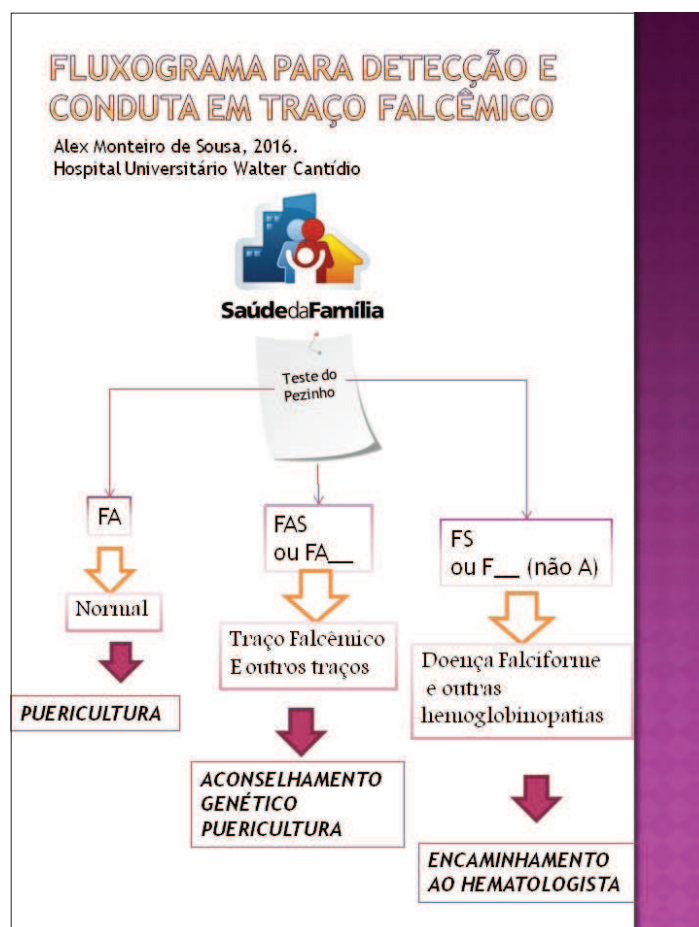 FLUXOGRAMA PARA DETECÇÃO E
CONDUTA EM TRAÇO FALCÊMICO
Alex Monteiro de Sousa, 2016.
Hospital Universitário Walter Cantídio
SaúdedaFamília
Teste do
Pezinho
FA
Normal
PUERICULTURA
FAS
ou FA__
Traço Falcêmico
E outros traços
ACONSELHAMENTO
GENÉTICO
PUERICULTURA
FS
ou F__ (não A)
Doença Falciforme
e outras
hemoglobinopatias
ENCAMINHAMENTO
AO HEMATOLOGISTA